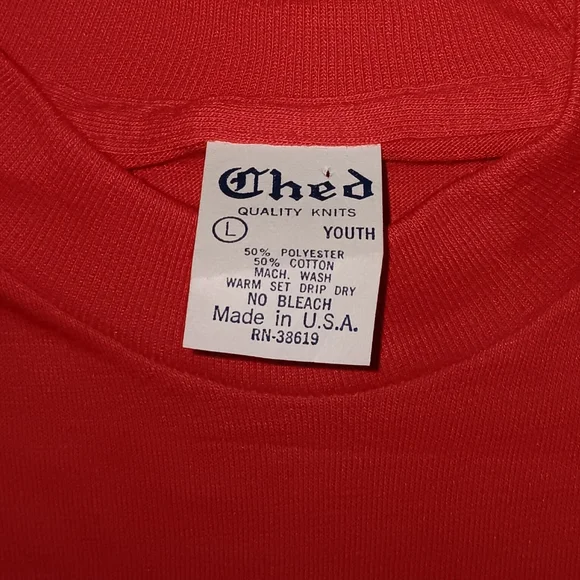 Ched
QUALITY KNITS
L YOUTH
50% POLYESTER
50% COTTON
MACH. WASH
WARM SET DRIP DRY
NO BLEACH
Made in U.S.A.
RN-38619